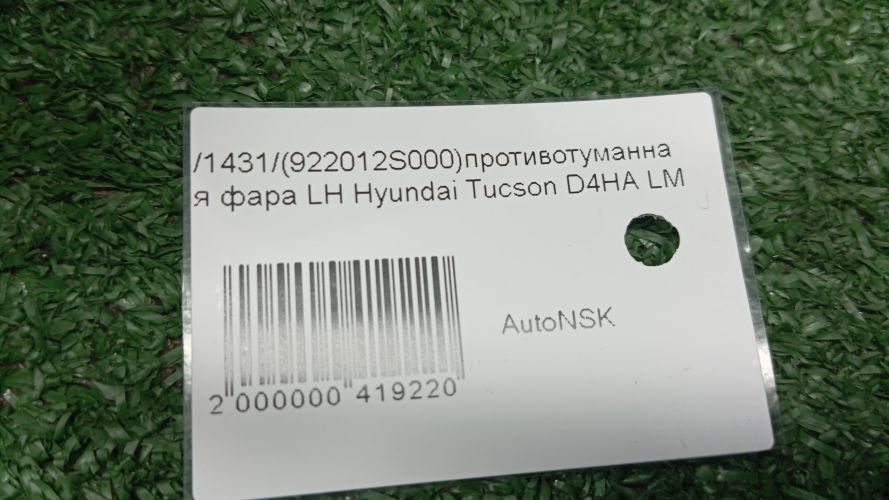 /1431/(922012S000)противотуманна
я фара LH Hyundai Tucson D4HA LM
AutoNSK
2 000000 419220